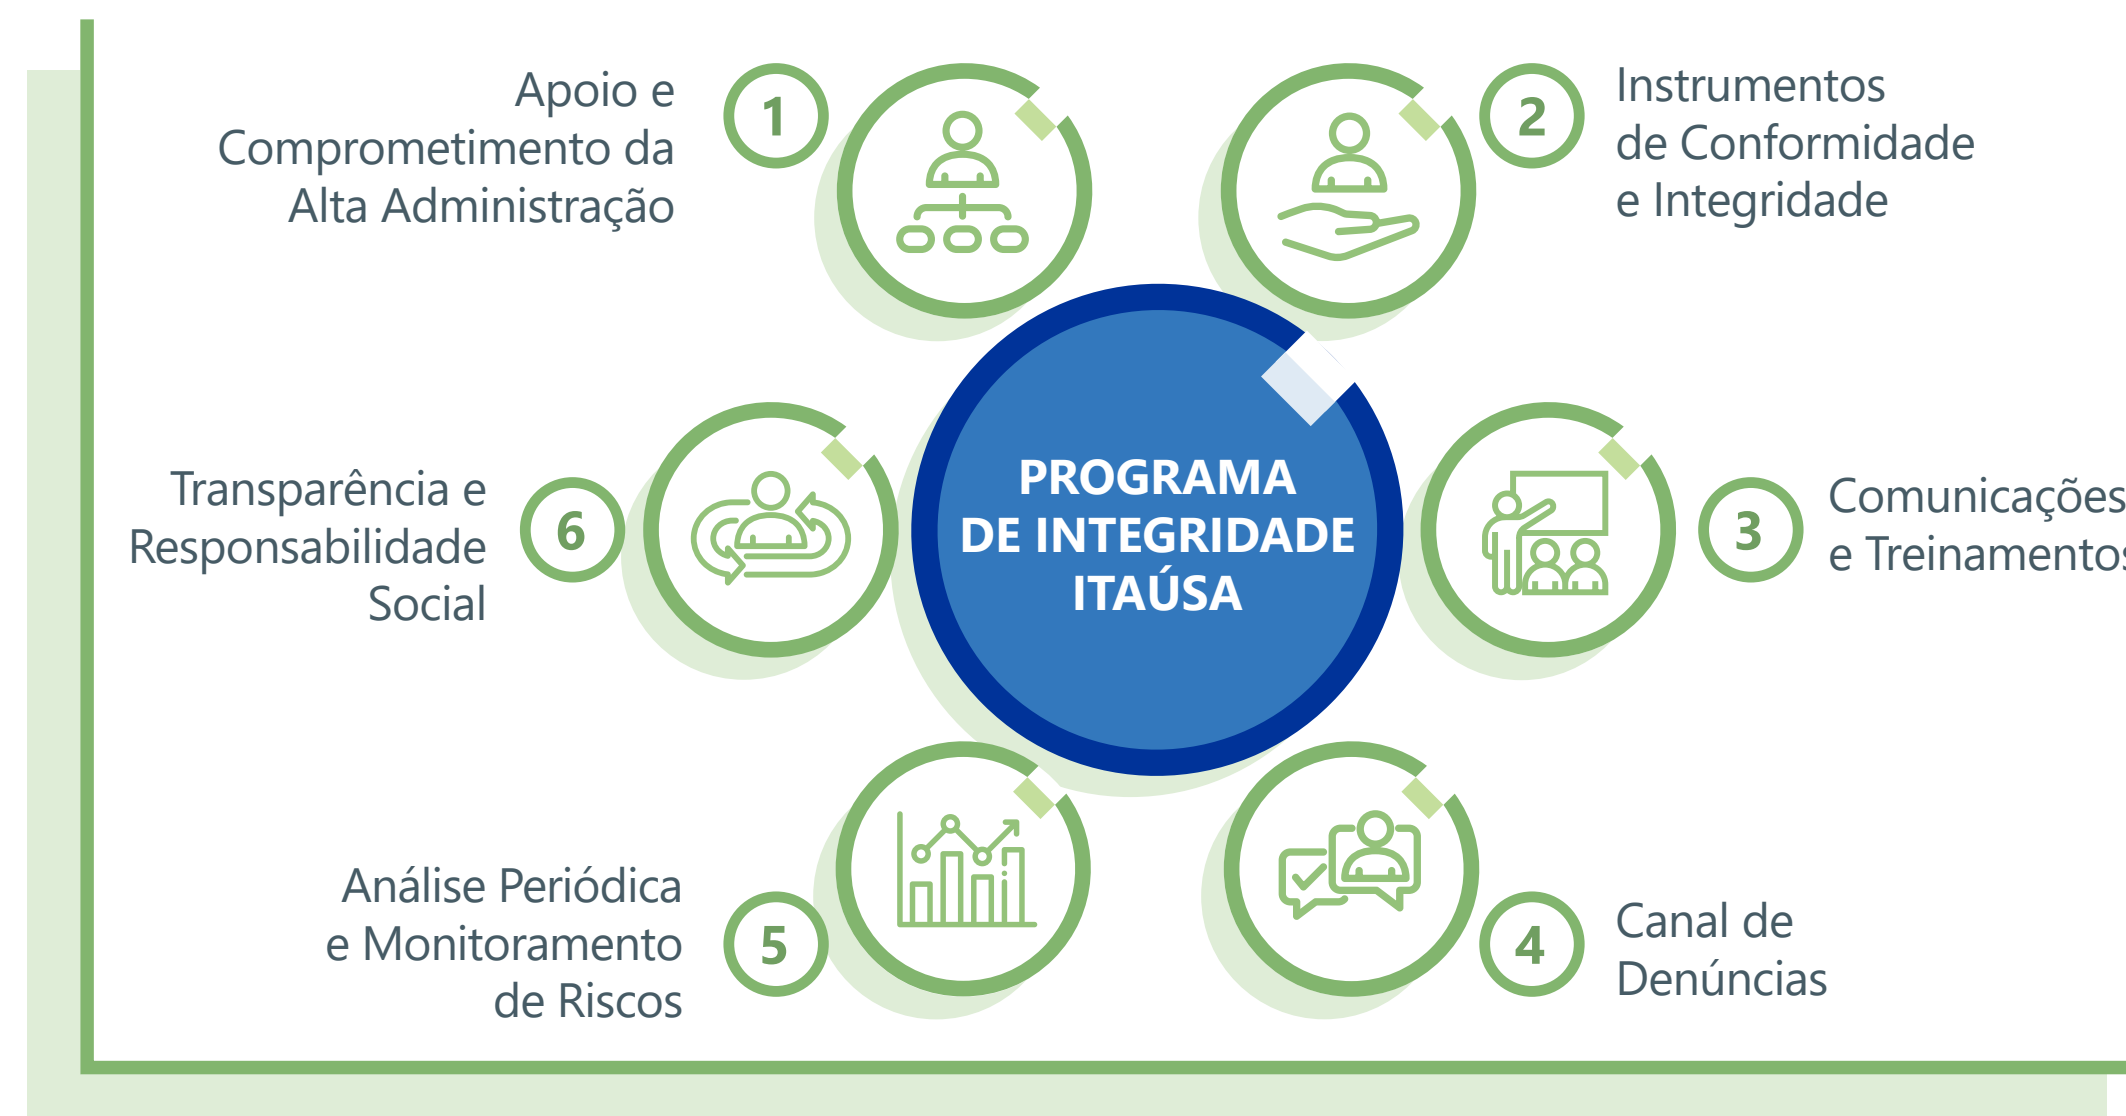 1
Apoio e
Comprometimento da
Alta Administração
2
Instrumentos
de Conformidade
e Integridade
PROGRAMA
DE INTEGRIDADE
ITAÚSA
3
Comunicações
e Treinamentos
4
Canal de
Denúncias
5
Análise Periódica
e Monitoramento
de Riscos
6
Transparência e
Responsabilidade
Social